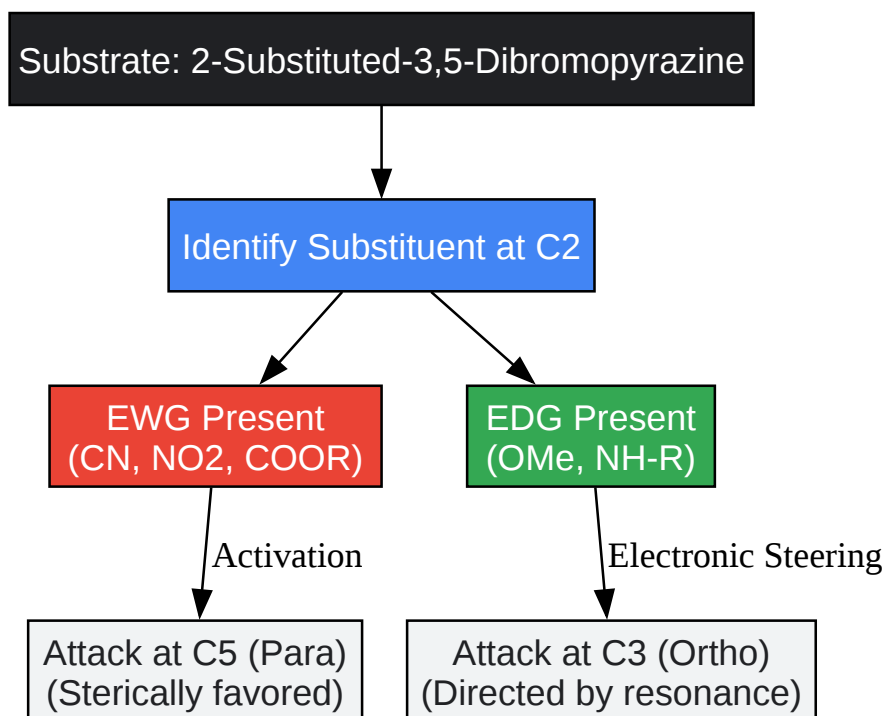 Substrate: 2-Substituted-3,5-Dibromopyrazine
Identify Substituent at C2
EWG Present
(CN, NO2, COOR)
EDG Present
(OMe, NH-R)
Activation
Electronic Steering
Attack at C5 (Para)
(Sterically favored)
Attack at C3 (Ortho)
(Directed by resonance)